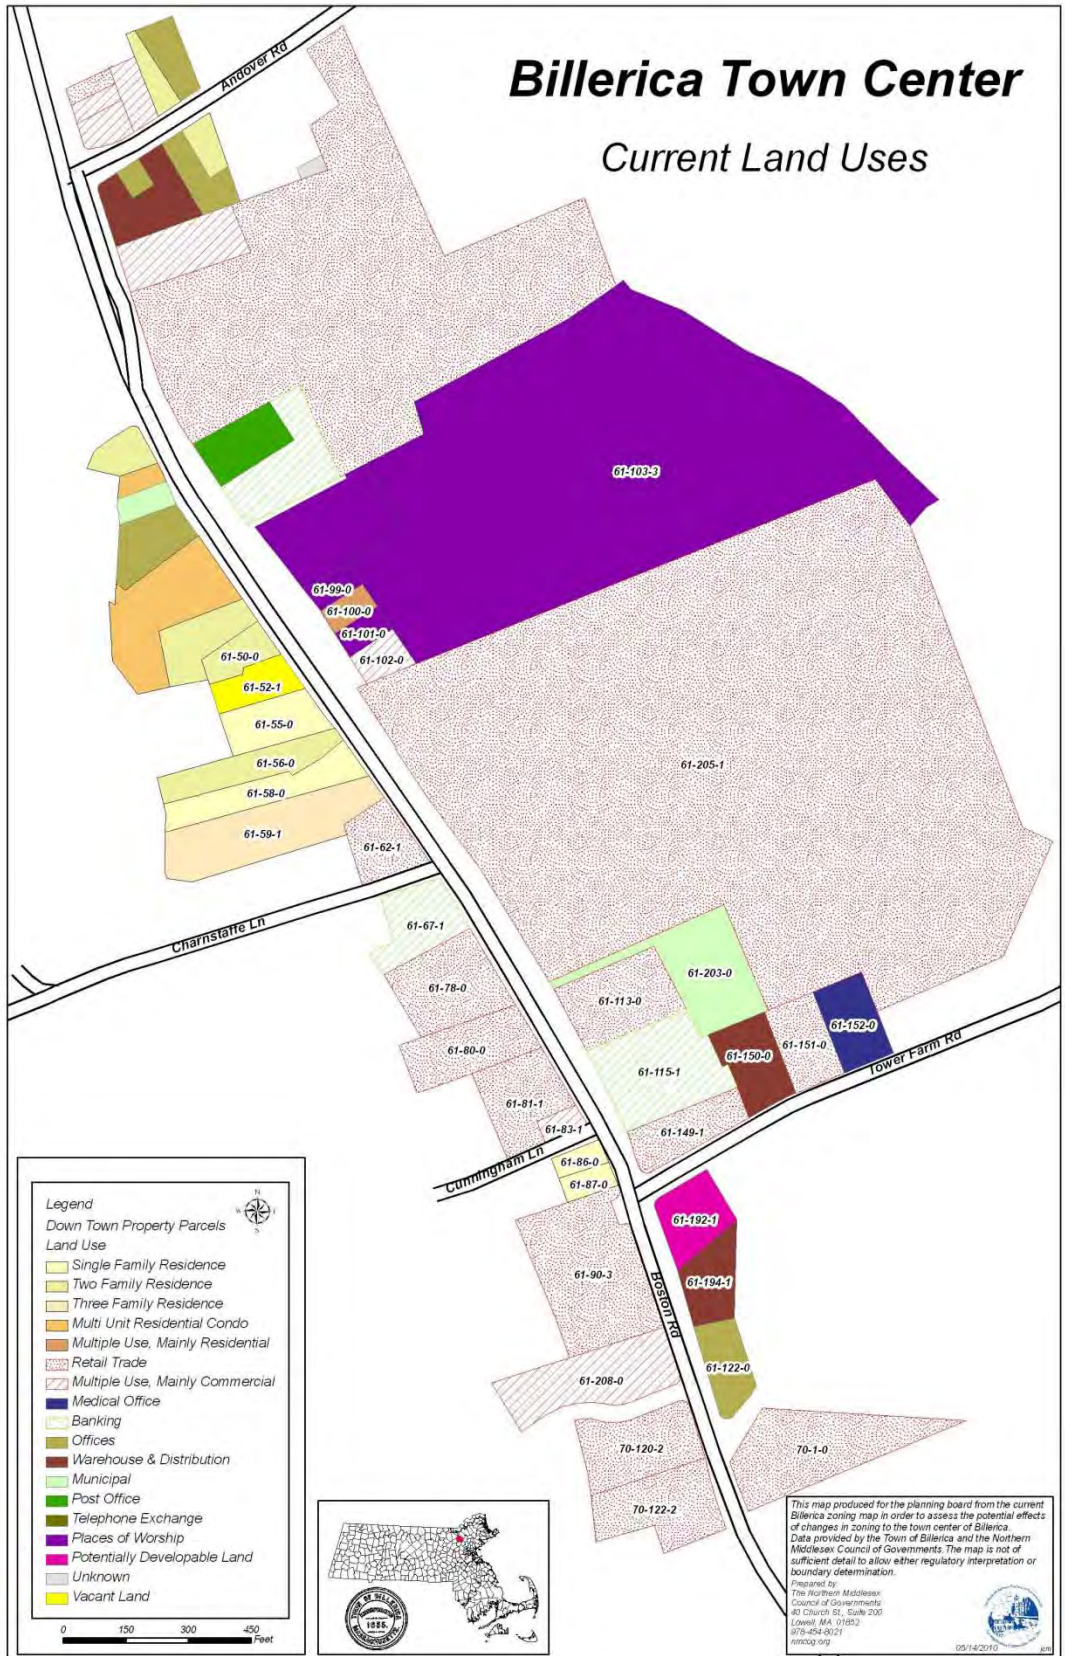 Billerica Town Center
Current Land Uses
Andover Rd
61-103-3
61-99-0
61-100-0
61-101-0
61-102-0
61-50-0
61-52-1
61-55-0
61-56-0
61-58-0
61-59-1
61-62-1
61-205-1
Charnstaffe Ln
61-67-1
61-78-0
61-203-0
61-113-0
61-80-0
61-150-0
61-151-0
61-152-0
61-115-1
Tower Farm Rd
61-81-1
61-83-1
61-149-1
Cunningham Ln
61-86-0
61-87-0
61-192-1
61-90-3
61-194-1
Boston Rd
61-122-0
61-208-0
70-120-2
70-1-0
70-122-2
Legend
N
W
S
Down Town Property Parcels
Land Use
Single Family Residence
Two Family Residence
Three Family Residence
Multi Unit Residential Condo
Multiple Use, Mainly Residential
Retail Trade
Multiple Use, Mainly Commercial
Medical Office
Banking
Offices
Warehouse & Distribution
Municipal
Post Office
Telephone Exchange
Places of Worship
Potentially Developable Land
Unknown
Vacant Land
0 150 300 450
Feet
TOWN OF BILLERICA
1655.
MASSACHUSETTS
This map produced for the planning board from the current
Billerica zoning map in order to assess the potential effects
of changes in zoning to the town center of Billerica.
Data provided by the Town of Billerica and the Northern
Middlesex Council of Governments. The map is not of
sufficient detail to allow either regulatory interpretation or
boundary determination.
Prepared by:
The Northern Middlesex
Council of Governments
40 Church St., Suite 200
Lowell, MA. 01852
978-454-8021
nmcog.org
05/14/2010
jcm